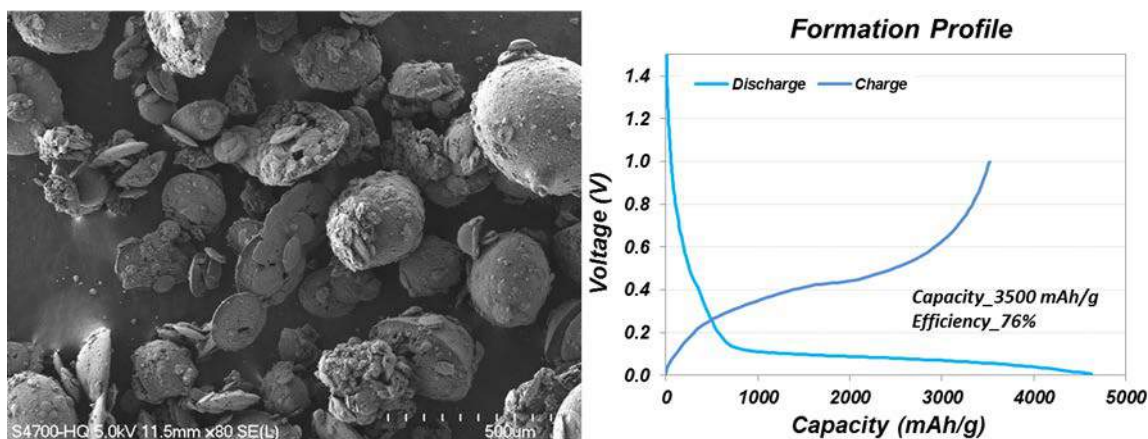 S4700-HQ 5.0kV 11.5mm x80 SE(L)
500um
Formation Profile
Discharge
Charge
Voltage (V)
1.4
1.2
1.0
0.8
0.6
0.4
0.2
0.0
Capacity_3500 mAh/g
Efficiency_76%
0
1000
2000
3000
4000
5000
Capacity (mAh/g)